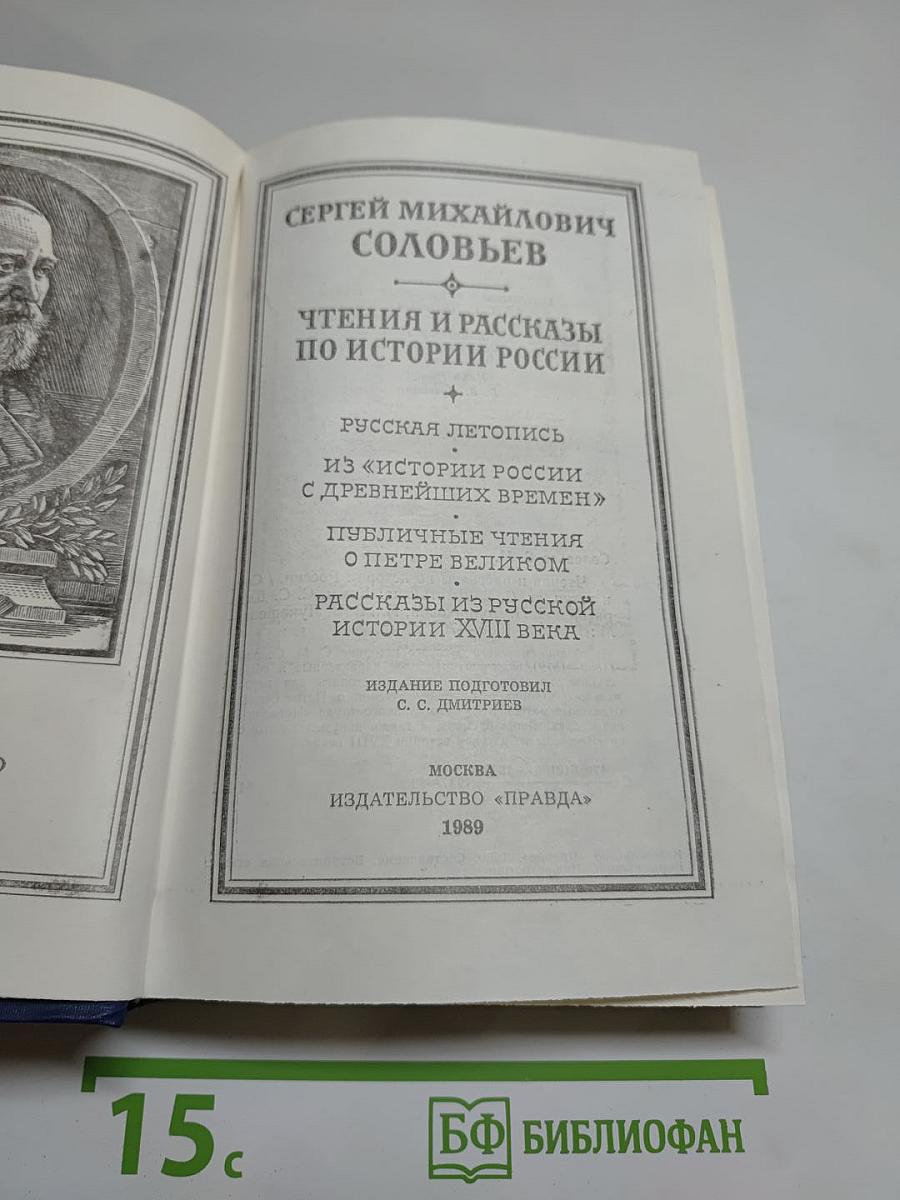 СЕРГЕЙ МИХАЙЛОВИЧ
СОЛОВЬЕВ
ЧТЕНИЯ И РАССКАЗЫ
ПО ИСТОРИИ РОССИИ
РУССКАЯ ЛЕТОПИСЬ
ИЗ «ИСТОРИИ РОССИИ
С ДРЕВНЕЙШИХ ВРЕМЕН»
ПУБЛИЧНЫЕ ЧТЕНИЯ
О ПЕТРЕ ВЕЛИКОМ
РАССКАЗЫ ИЗ РУССКОЙ
ИСТОРИИ XVIII ВЕКА
ИЗДАНИЕ ПОДГОТОВИЛ
С. С. ДМИТРИЕВ
МОСКВА
ИЗДАТЕЛЬСТВО «ПРАВДА»
1989
15 с
БФ БИБЛИОФАН